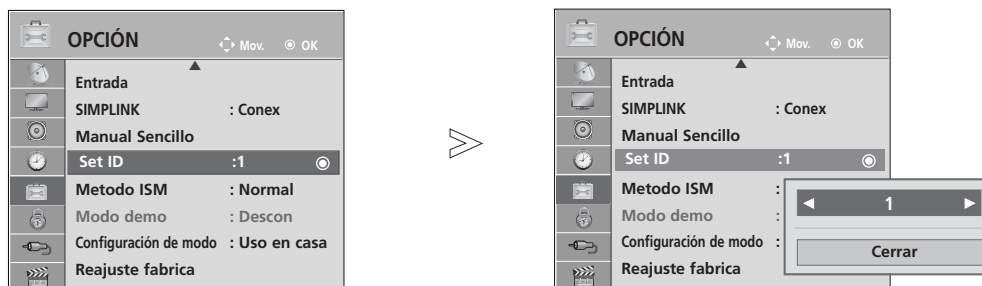 OPCIÓN Mov. OK
Entrada
SIMPLINK : Conex
Manual Sencillo
Set ID :1
Metodo ISM : Normal
Modo demo : Descon
Configuración de modo : Uso en casa
Reajuste fabrica
OPCIÓN Mov. OK
Entrada
SIMPLINK : Conex
Manual Sencillo
Set ID :1
Metodo ISM :
Modo demo :
Configuración de modo :
Reajuste fabrica
◄ 1 ►
Cerrar